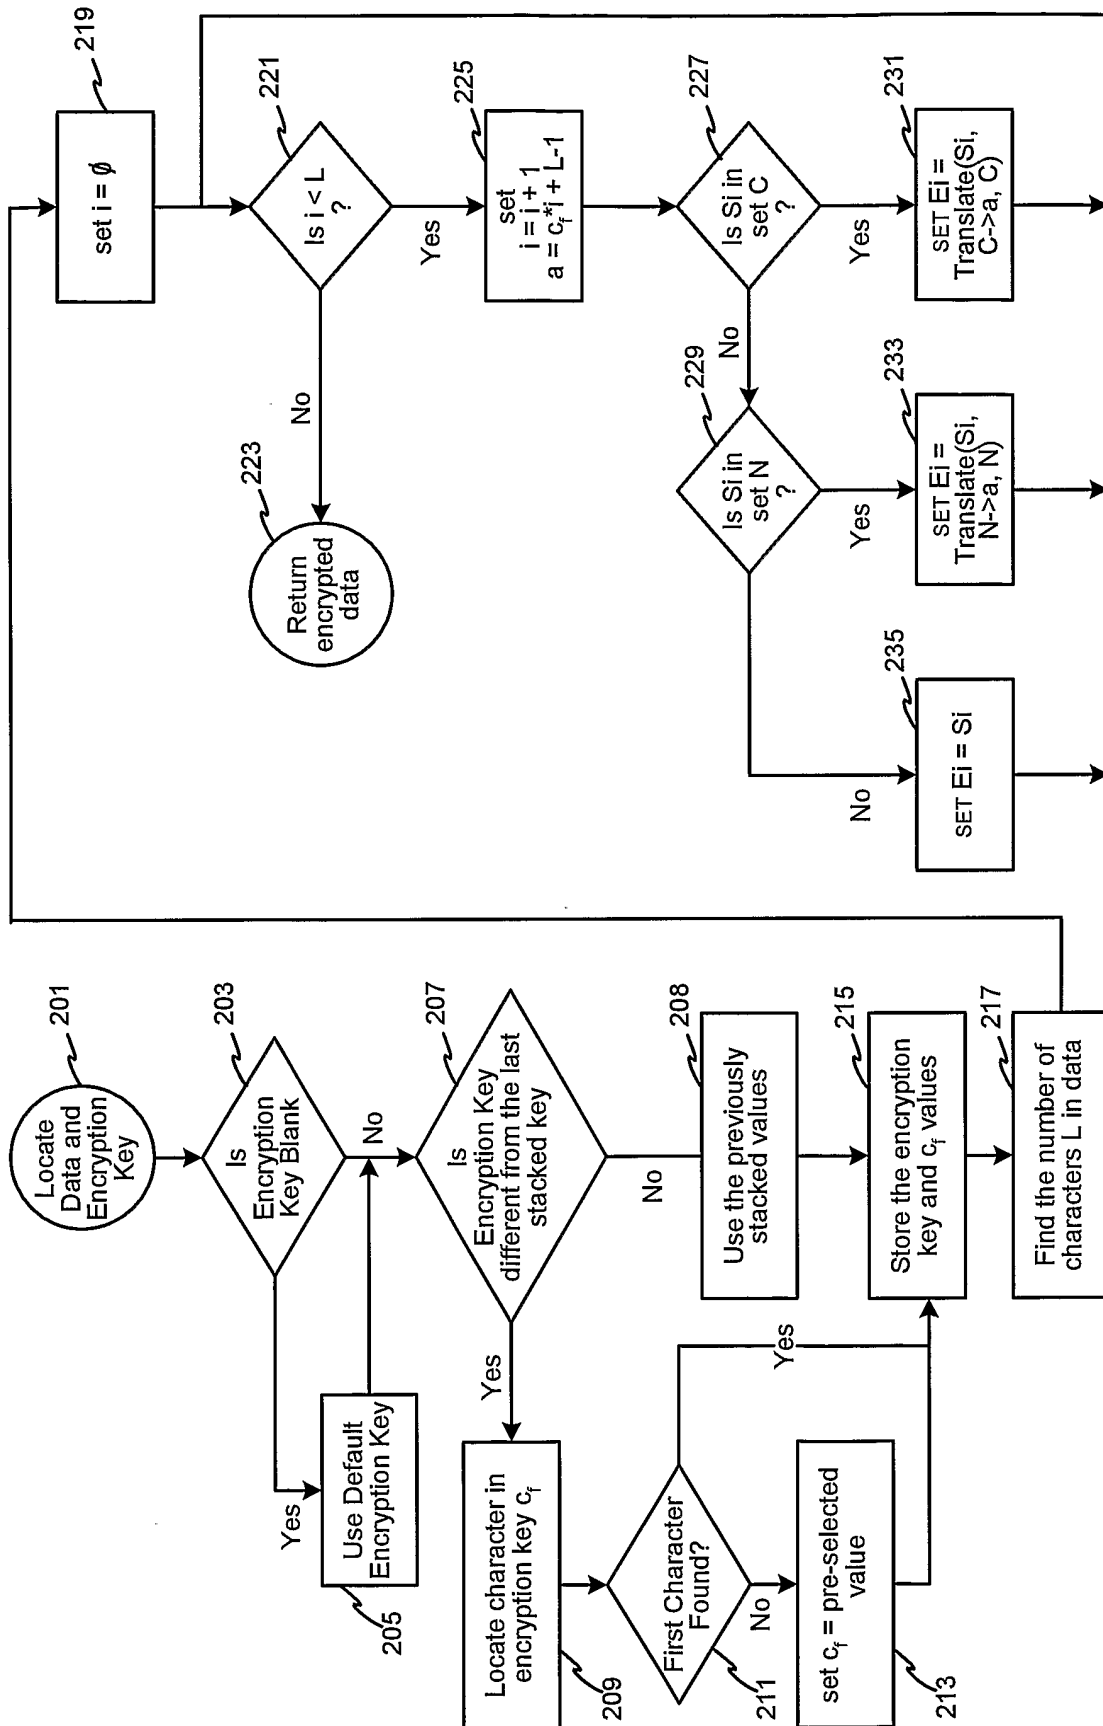 201
Locate
Data and
Encryption
Key
203
Is
Encryption
Key Blank
Yes
No
Use Default
Encryption Key
205
207
Is
Encryption Key
different from the last
stacked key
Yes
No
208
Use the previously
stacked values
Locate character in
encryption key c_f
209
First Character
Found?
211
Yes
No
set c_f = pre-selected
value
213
215
Store the encryption
key and c_f values
217
Find the number of
characters L in data
219
set i = ∅
221
Is i < L
?
No
Yes
223
Return
encrypted
data
225
set
i = i + 1
a = c_f*i + L-1
227
Is Si in
set C
?
No
Yes
229
Is Si in
set N
?
No
Yes
231
SET Ei =
Translate(Si,
C->a, C)
233
SET Ei =
Translate(Si,
N->a, N)
235
SET Ei = Si